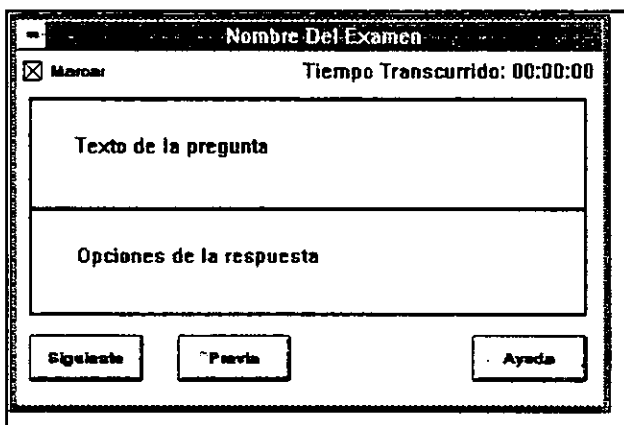 Nombre Del Examen
Marcar Tiempo Transcurrido: 00:00:00
Texto de la pregunta
Opciones de la respuesta
Siguiente Previa Ayuda